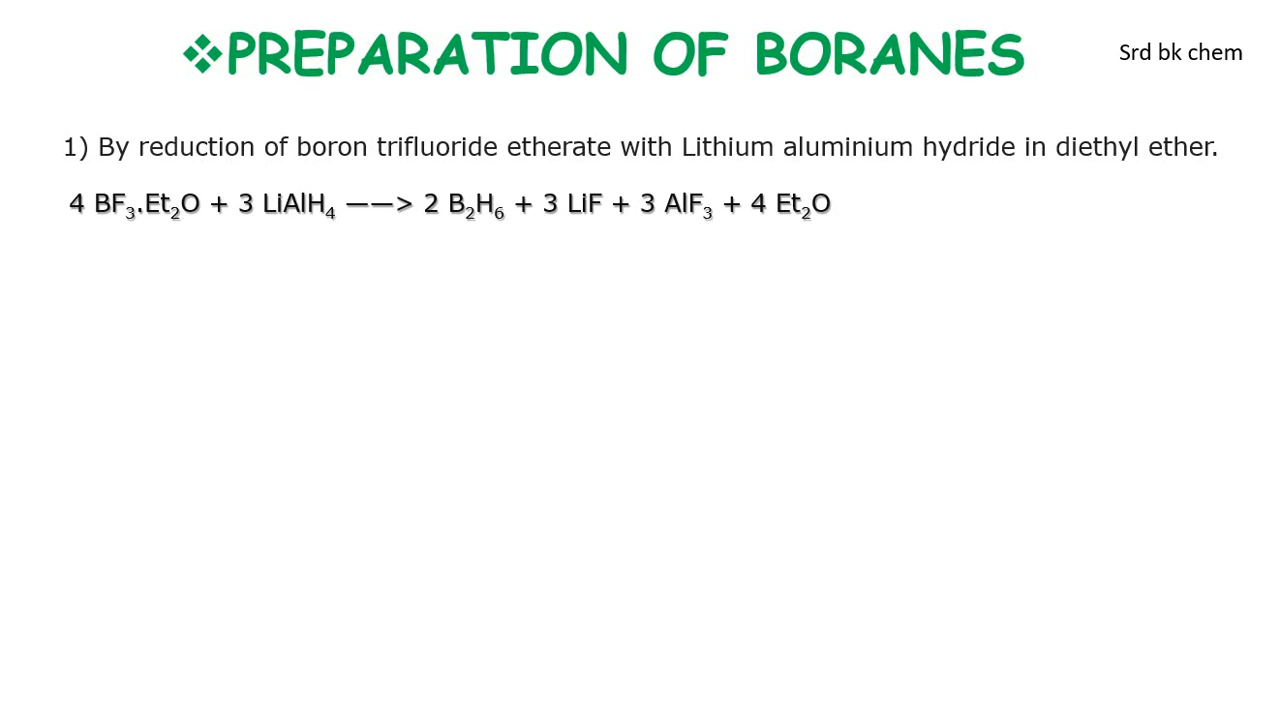 ❖PREPARATION OF BORANES
Srd bk chem
1) By reduction of boron trifluoride etherate with Lithium aluminium hydride in diethyl ether.
4 BF₃.Et₂O + 3 LiAlH₄ ——> 2 B₂H₆ + 3 LiF + 3 AlF₃ + 4 Et₂O